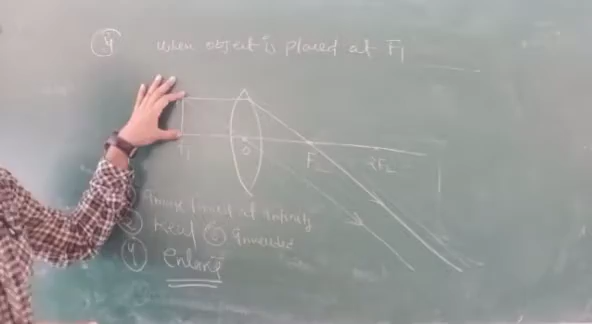 4 when object is placed at F1
F1 O F2 2F2
Image formed at infinity
2 Real 3 Inverted
4 enlarg